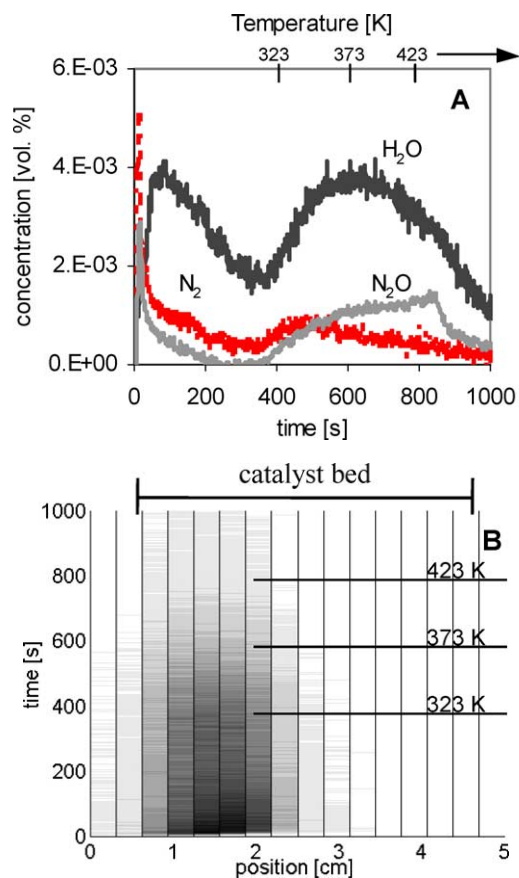 Temperature [K]
323 373 423
6.E-03
A
H₂O
4.E-03
concentration [vol. %]
2.E-03
N₂
N₂O
0.E+00
0 200 400 600 800 1000
time [s]
catalyst bed
1000
B
423 K
800
373 K
600
time [s]
323 K
400
200
0
0 1 2 3 4 5
position [cm]